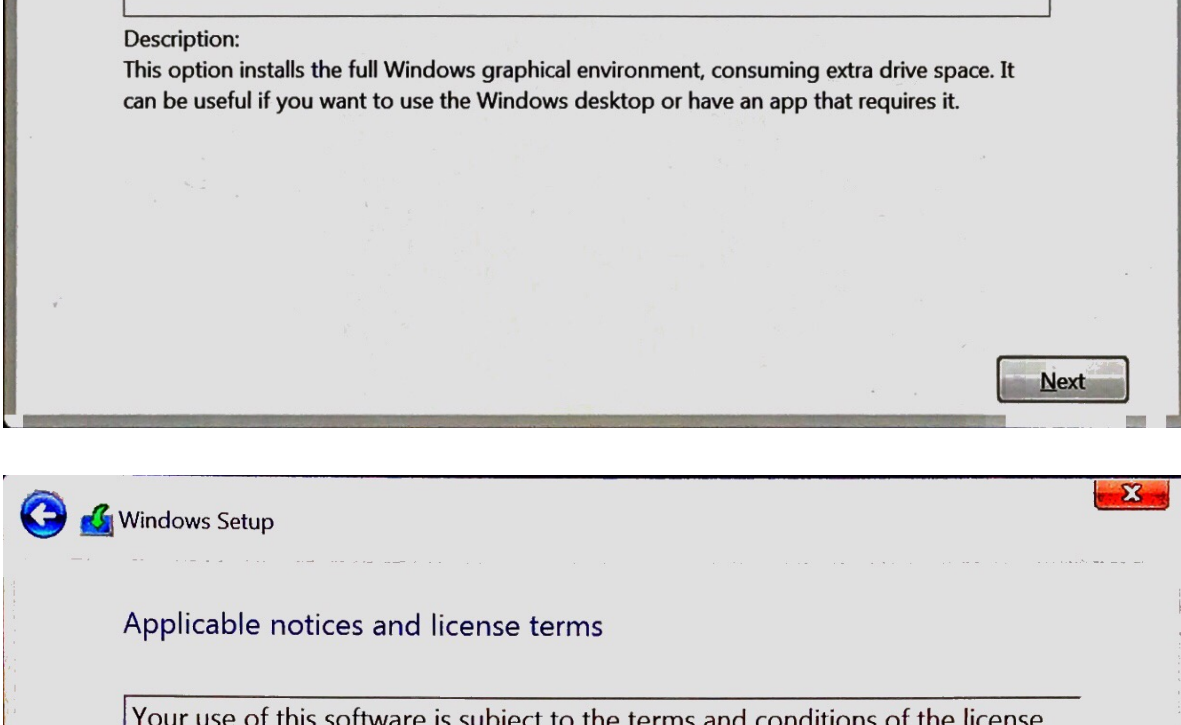 Description:
This option installs the full Windows graphical environment, consuming extra drive space. It
can be useful if you want to use the Windows desktop or have an app that requires it.
Next
Windows Setup
X
Applicable notices and license terms
Your use of this software is subject to the terms and conditions of the license